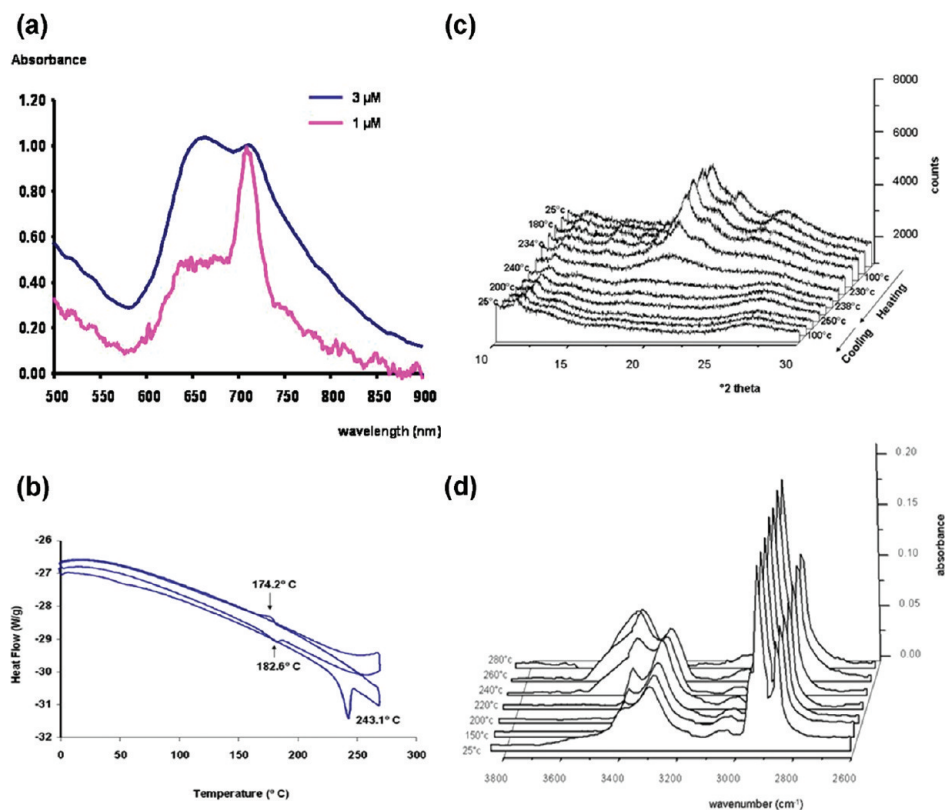 (a)
Absorbance
1.20
1.00
0.80
0.60
0.40
0.20
0.00
3 µM
1 µM
500 550 600 650 700 750 800 850 900
wavelength (nm)
(c)
8000
6000
4000
2000
counts
25°c
180°c
234°c
240°c
200°c
25°c
100°c
230°c
238°c
250°c
100°c
Heating
Cooling
10 15 20 25 30
°2 theta
(b)
-26
-27
-28
-29
-30
-31
-32
Heat Flow (W/g)
174.2° C
182.6° C
243.1° C
0 50 100 150 200 250 300
Temperature (° C)
(d)
0.20
0.15
0.10
0.05
0.00
absorbance
280°c
260°c
240°c
220°c
200°c
150°c
25°c
3800 3600 3400 3200 3000 2800 2600
wavenumber (cm⁻¹)